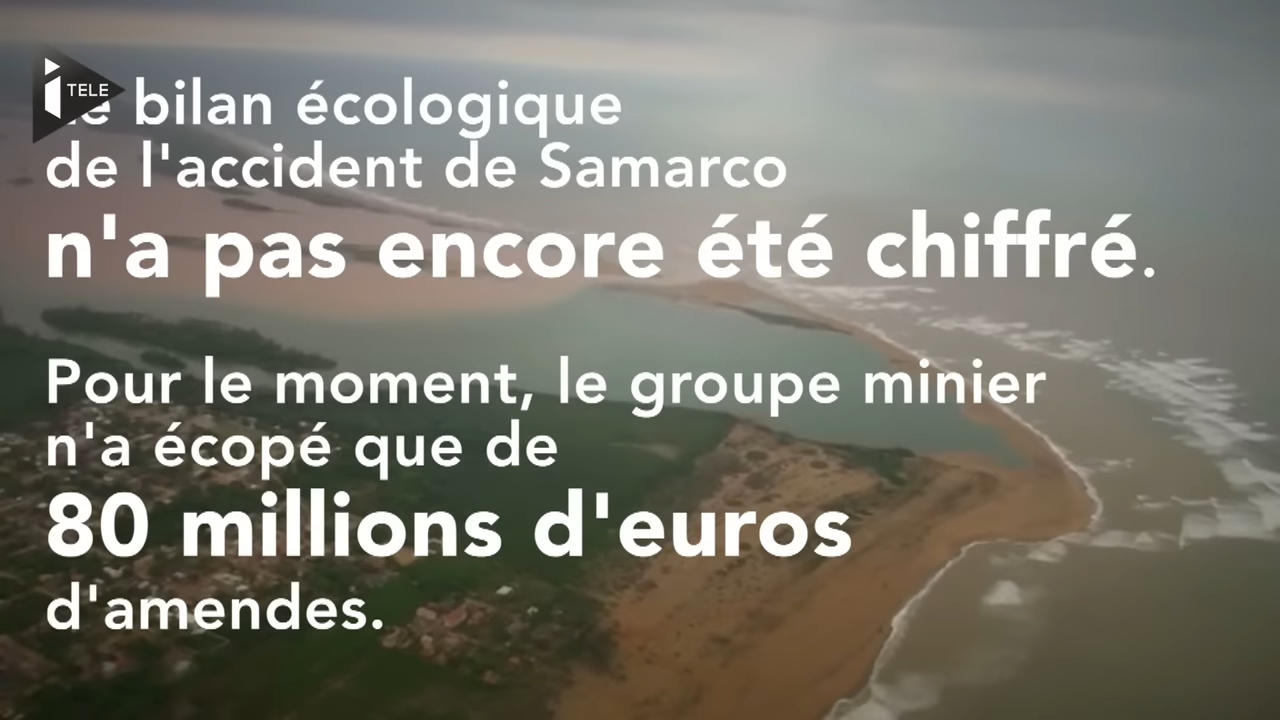 i TELE
Le bilan écologique
de l'accident de Samarco
n'a pas encore été chiffré.
Pour le moment, le groupe minier
n'a écopé que de
80 millions d'euros
d'amendes.